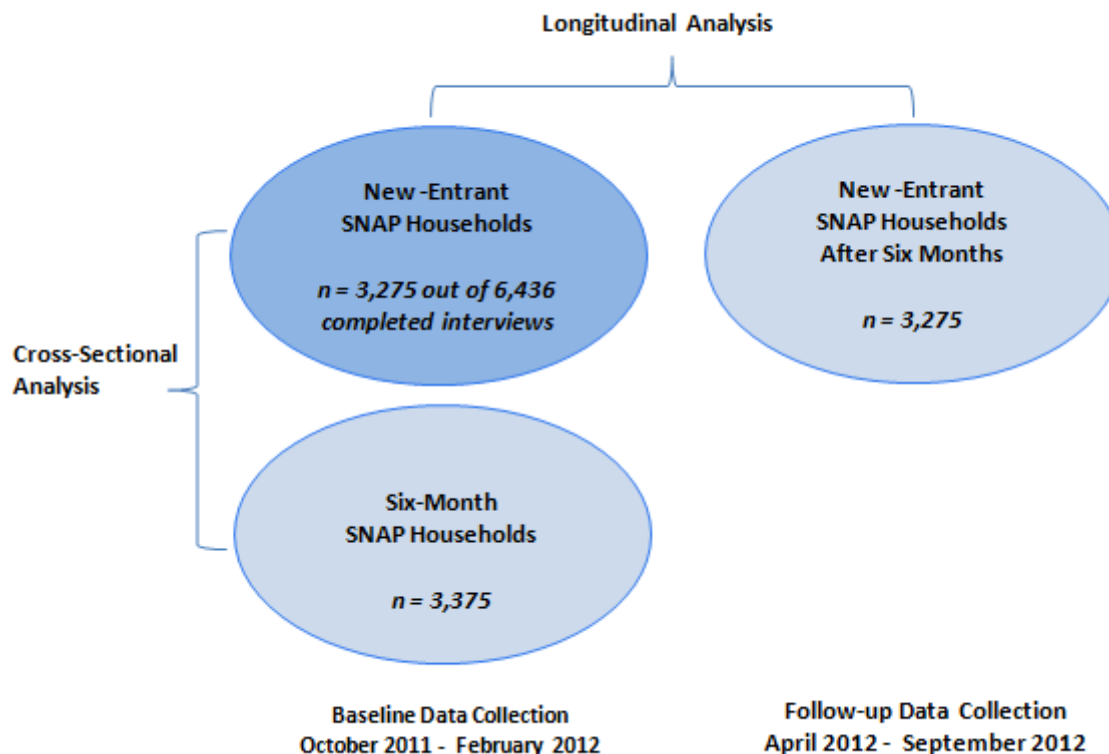 Longitudinal Analysis
New -Entrant
SNAP Households
n = 3,275 out of 6,436
completed interviews
New -Entrant
SNAP Households
After Six Months
n = 3,275
Cross-Sectional
Analysis
Six-Month
SNAP Households
n = 3,375
Baseline Data Collection
October 2011 - February 2012
Follow-up Data Collection
April 2012 - September 2012